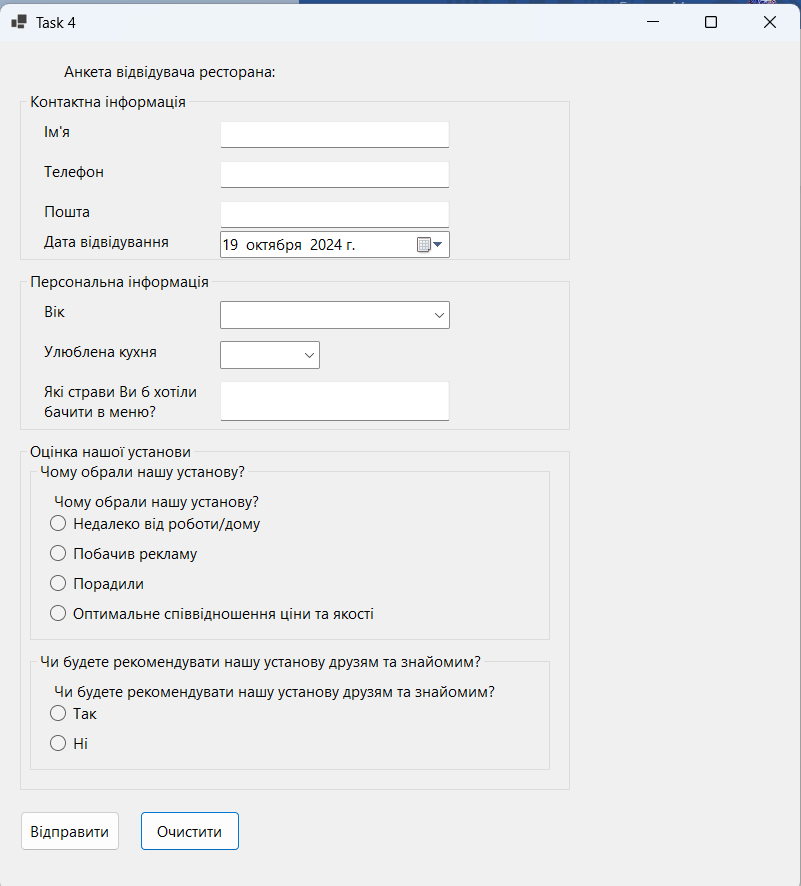 Task 4
Анкета відвідувача ресторана:
Контактна інформація
Ім'я
Телефон
Пошта
Дата відвідування
19 октября 2024 г.
Персональна інформація
Вік
Улюблена кухня
Які страви Ви б хотіли
бачити в меню?
Оцінка нашої установи
Чому обрали нашу установу?
Чому обрали нашу установу?
Недалеко від роботи/дому
Побачив рекламу
Порадили
Оптимальне співвідношення ціни та якості
Чи будете рекомендувати нашу установу друзям та знайомим?
Чи будете рекомендувати нашу установу друзям та знайомим?
Так
Ні
Відправити
Очистити